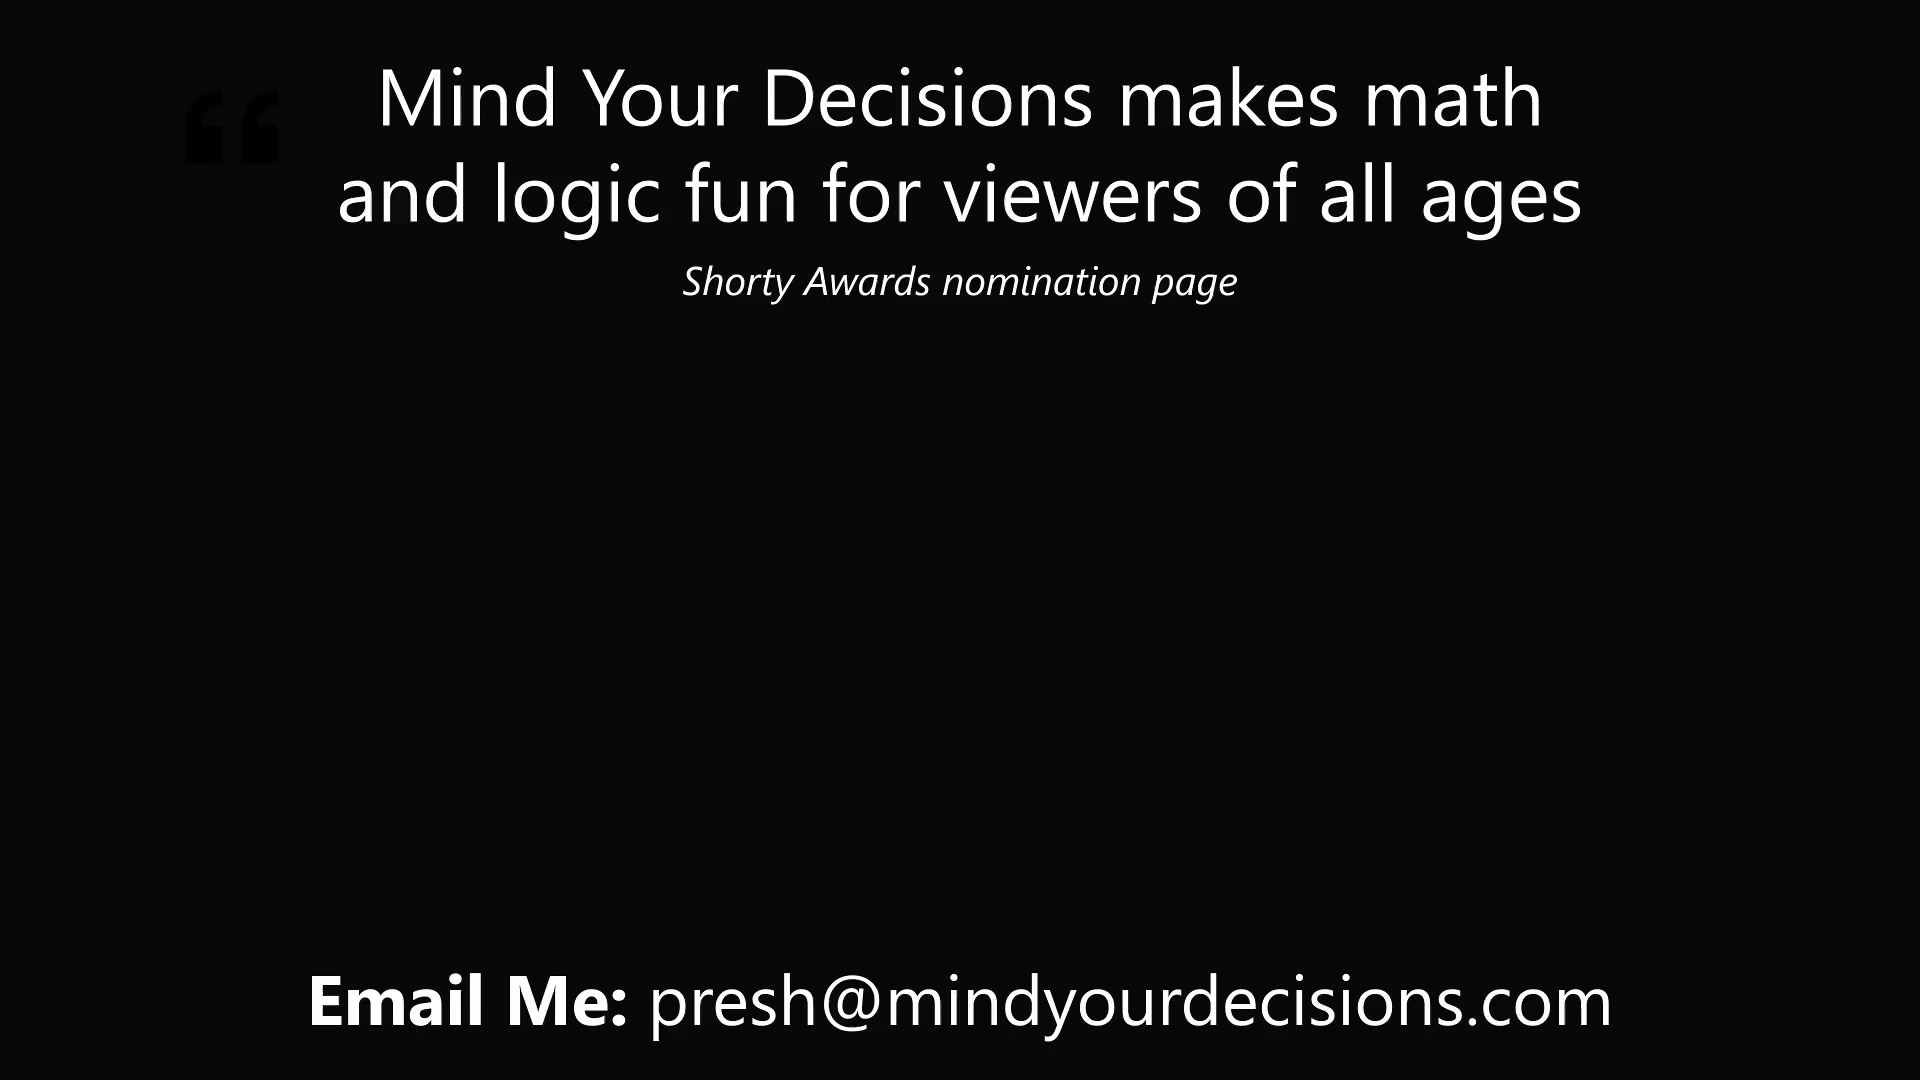 “
Mind Your Decisions makes math
and logic fun for viewers of all ages
Shorty Awards nomination page
Email Me: presh@mindyourdecisions.com